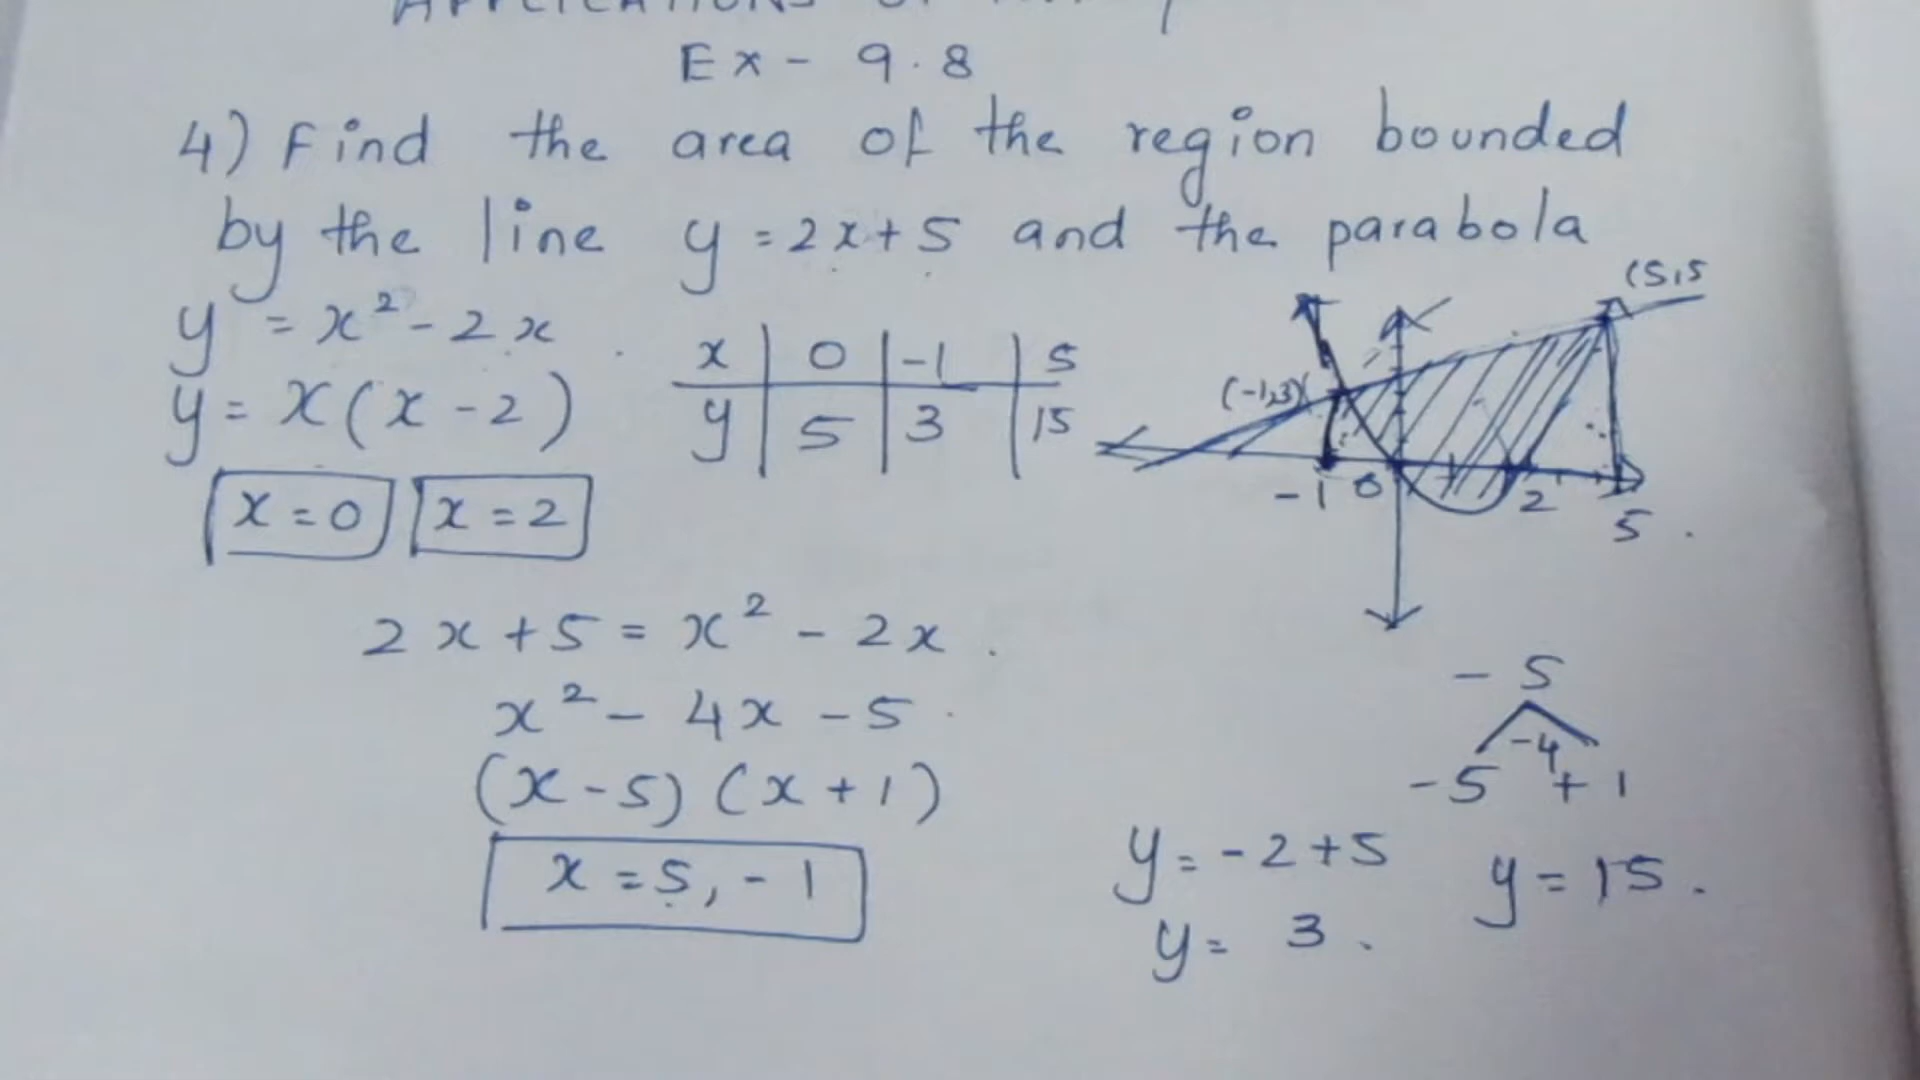 Ex - 9.8
4) Find the area of the region bounded
by the line y = 2x + 5 and the parabola
y = x² - 2x
y = x(x - 2)
x | 0 | -1 | 5
y | 5 | 3 | 15
x = 0 x = 2
(5,5
(-1,3)
-1 0 2 5
2x + 5 = x² - 2x
x² - 4x - 5
(x - 5) (x + 1)
x = 5, -1
- 5
-4
-5 +1
y = -2 + 5
y = 3
y = 15